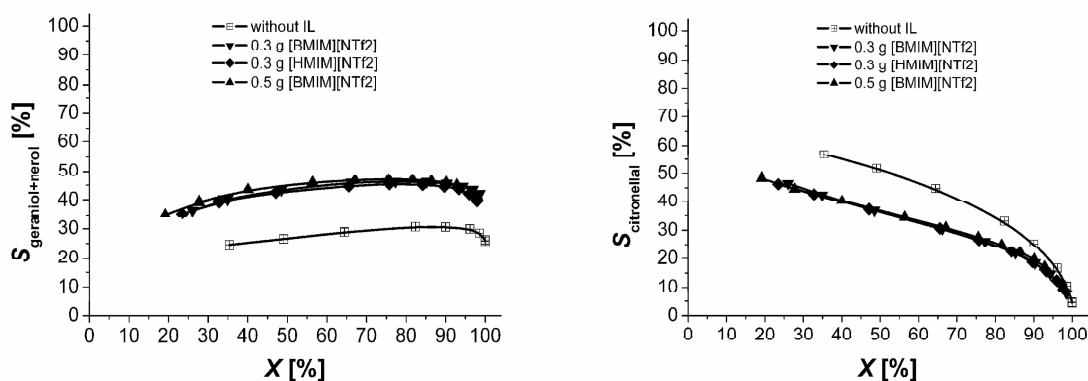 without IL
0.3 g [BMIM][NTf2]
0.3 g [HMIM][NTf2]
0.5 g [BMIM][NTf2]
100
90
80
70
60
50
40
30
20
10
0
S geraniol+nerol [%]
0 10 20 30 40 50 60 70 80 90 100
X [%]
without IL
0.3 g [BMIM][NTf2]
0.3 g [HMIM][NTf2]
0.5 g [BMIM][NTf2]
100
90
80
70
60
50
40
30
20
10
0
S citronellal [%]
0 10 20 30 40 50 60 70 80 90 100
X [%]